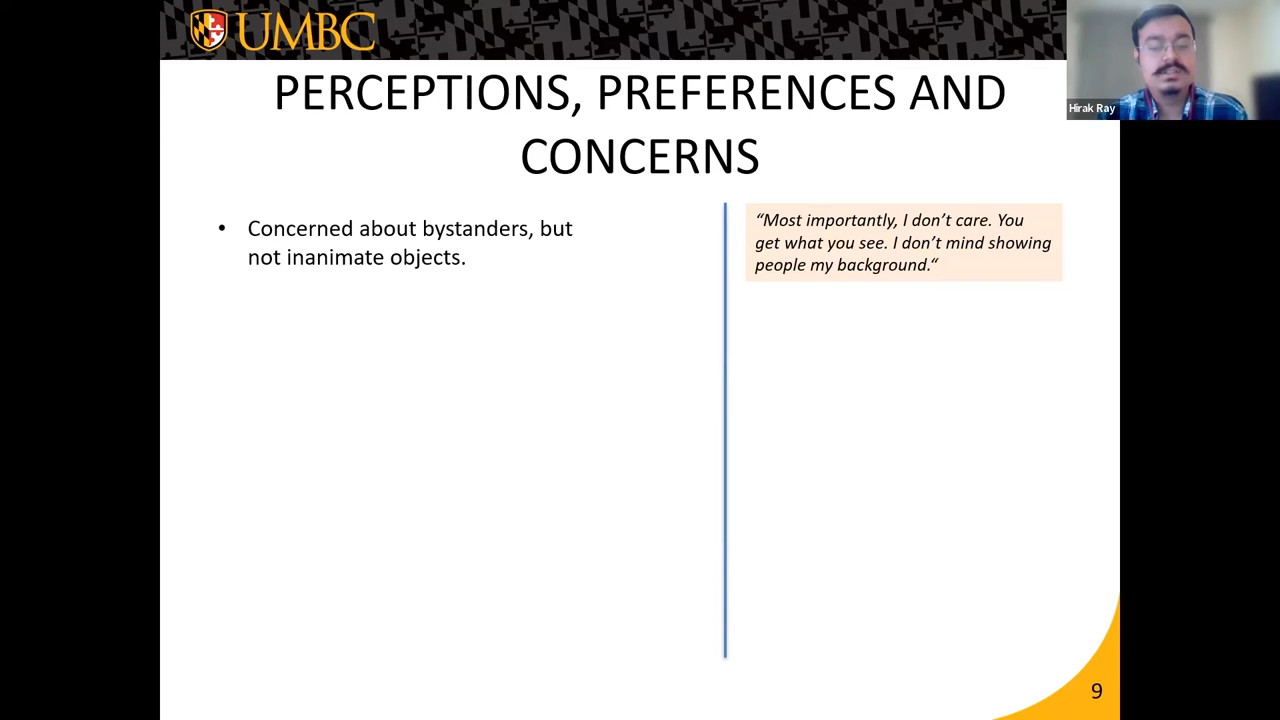 UMBC
Hirak Ray
PERCEPTIONS, PREFERENCES AND
CONCERNS
• Concerned about bystanders, but
not inanimate objects.
“Most importantly, I don’t care. You
get what you see. I don’t mind showing
people my background.“
9